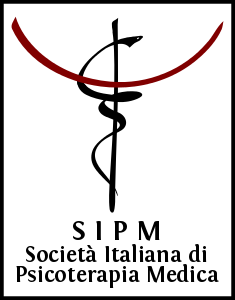 S I P M
Società Italiana di
Psicoterapia Medica